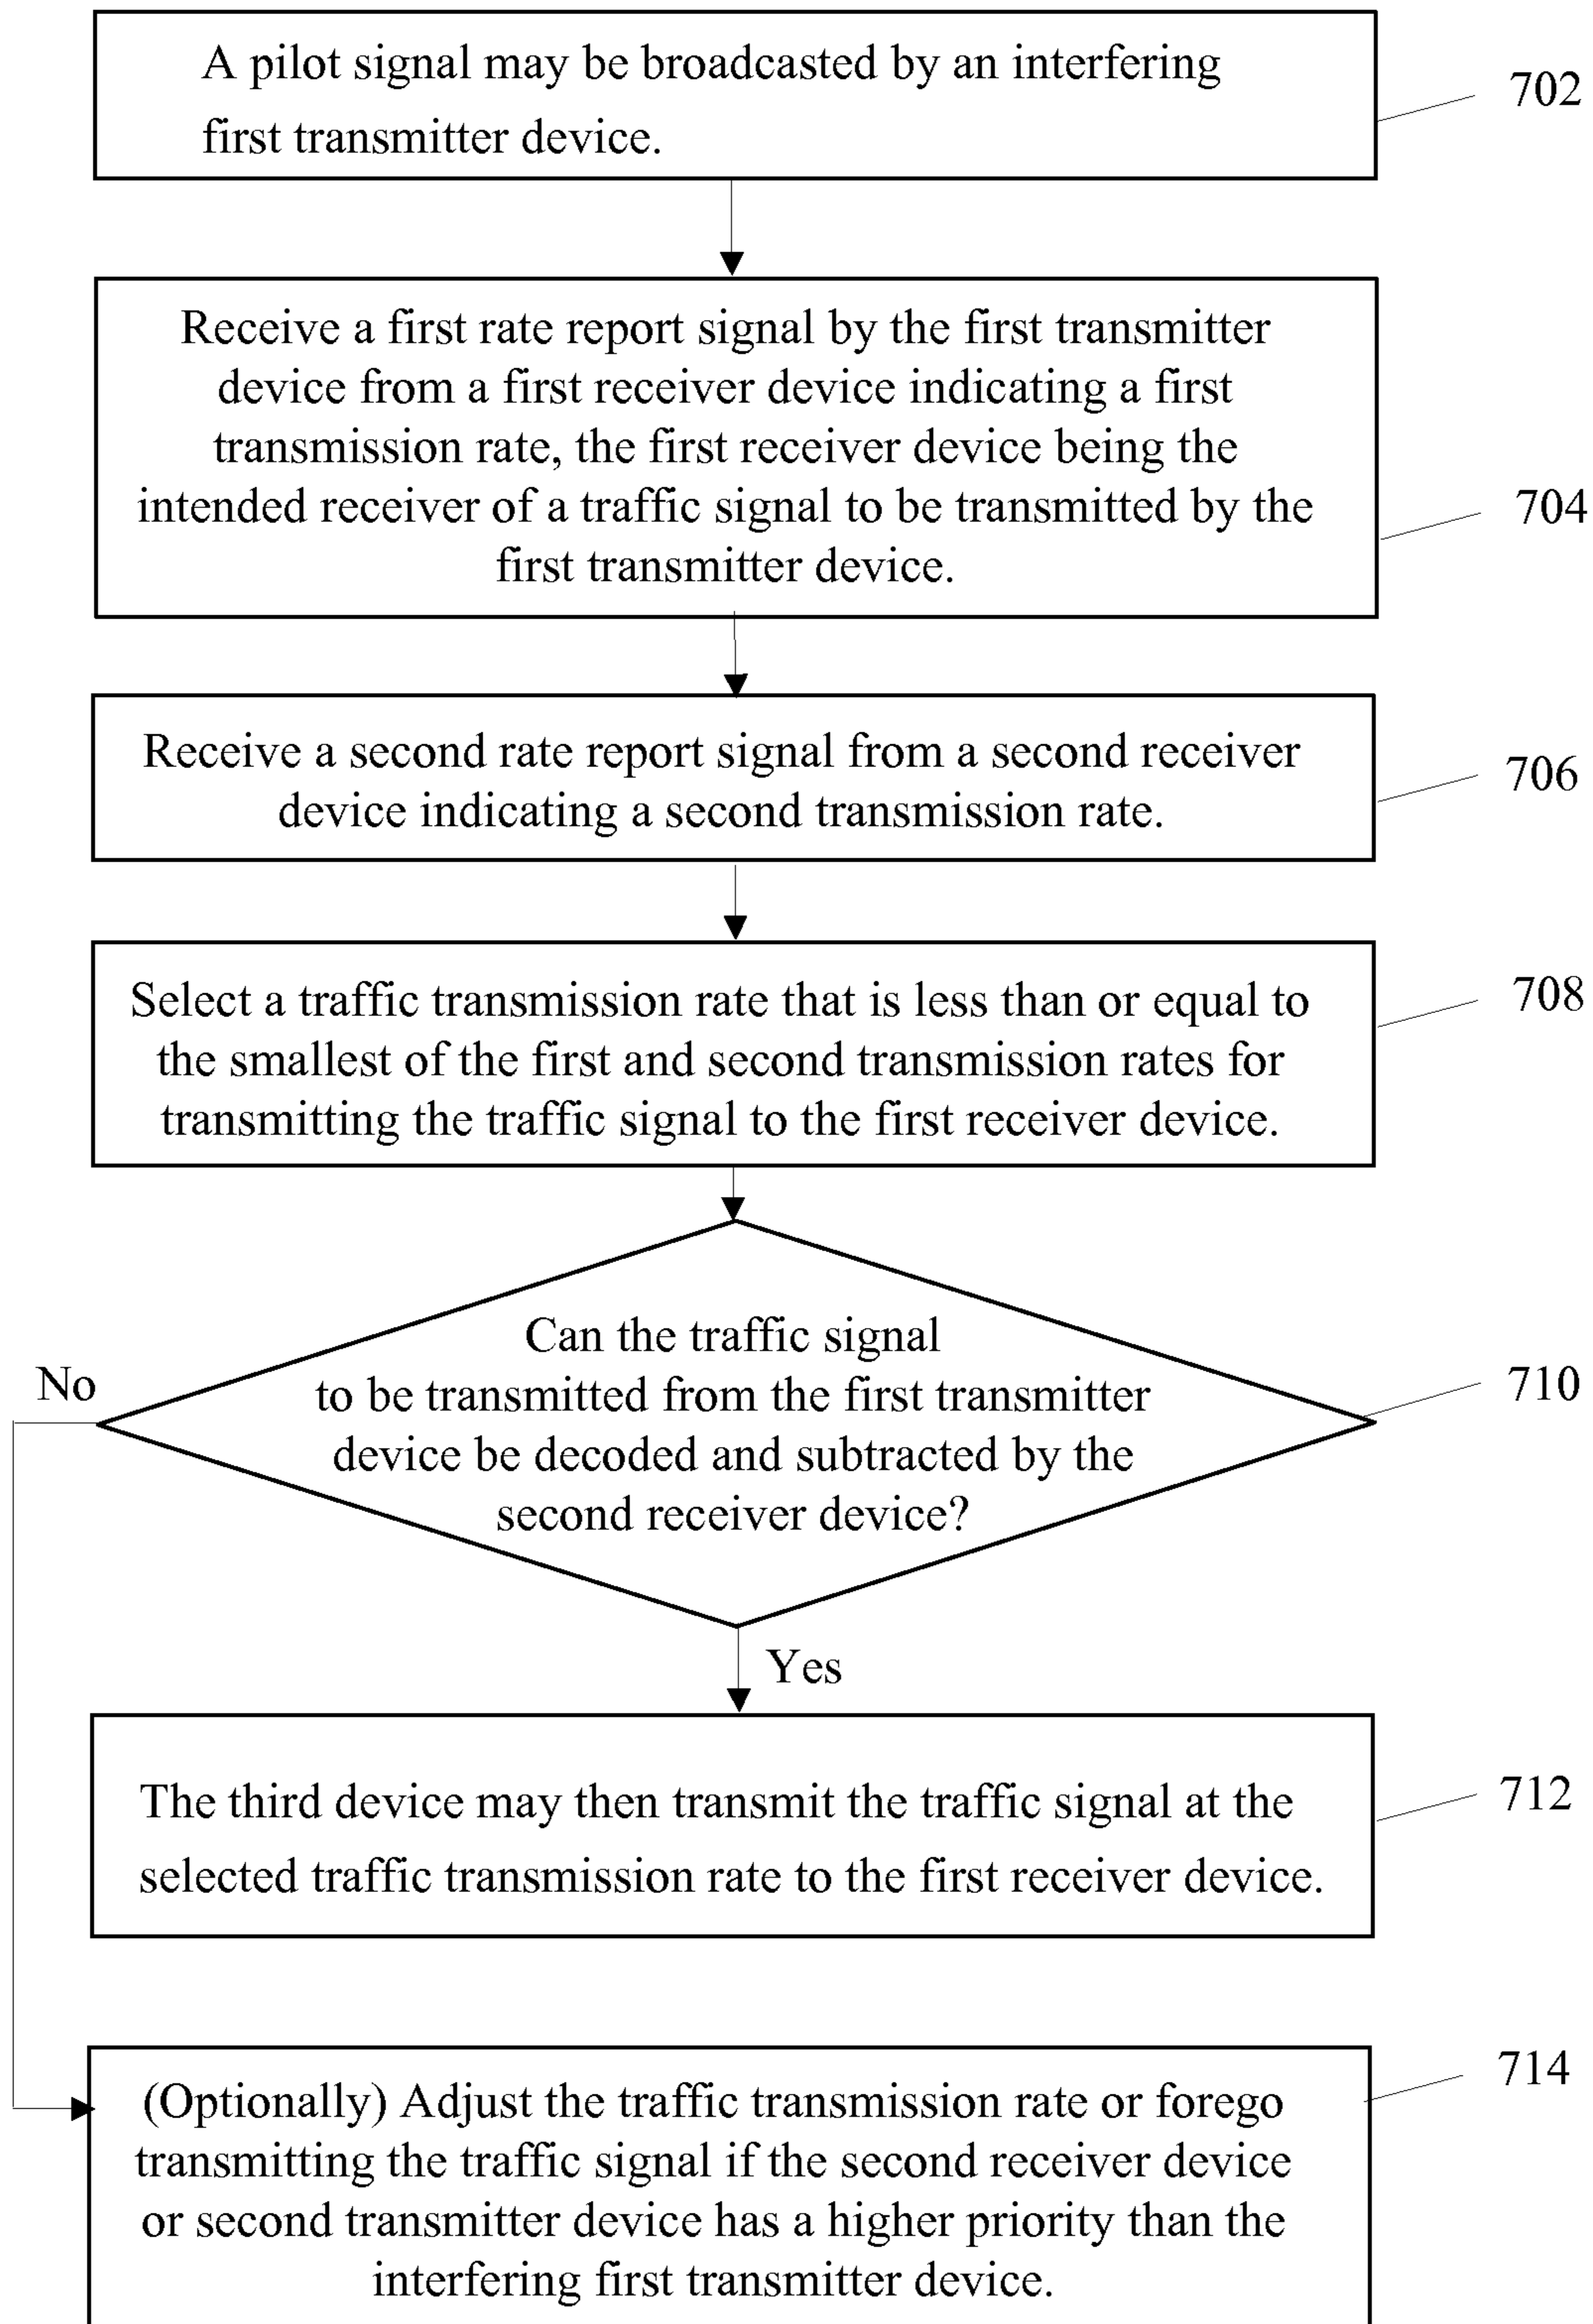 A pilot signal may be broadcasted by an interfering
first transmitter device.
702
Receive a first rate report signal by the first transmitter
device from a first receiver device indicating a first
transmission rate, the first receiver device being the
intended receiver of a traffic signal to be transmitted by the
first transmitter device.
704
Receive a second rate report signal from a second receiver
device indicating a second transmission rate.
706
Select a traffic transmission rate that is less than or equal to
the smallest of the first and second transmission rates for
transmitting the traffic signal to the first receiver device.
708
Can the traffic signal
to be transmitted from the first transmitter
device be decoded and subtracted by the
second receiver device?
710
No
Yes
The third device may then transmit the traffic signal at the
selected traffic transmission rate to the first receiver device.
712
(Optionally) Adjust the traffic transmission rate or forego
transmitting the traffic signal if the second receiver device
or second transmitter device has a higher priority than the
interfering first transmitter device.
714